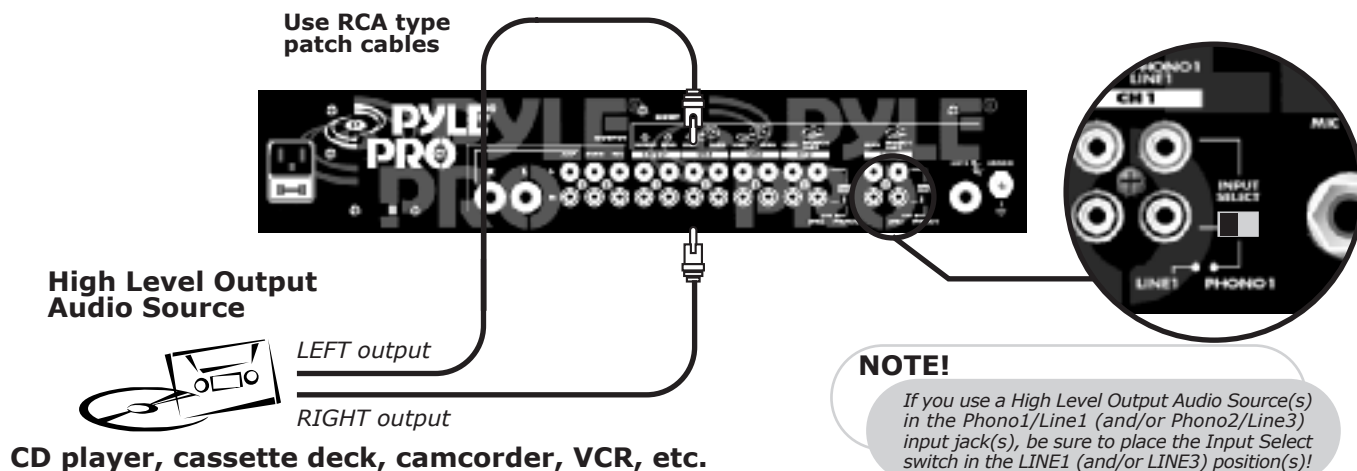 Use RCA type
patch cables
PYLE
PRO
PYLE
PRO
PYLE
PRO
PHONO1
LINE1
CH 1
MIC
INPUT
SELECT
LINE1 PHONO1
High Level Output
Audio Source
LEFT output
RIGHT output
CD player, cassette deck, camcorder, VCR, etc.
NOTE!
If you use a High Level Output Audio Source(s)
in the Phono1/Line1 (and/or Phono2/Line3)
input jack(s), be sure to place the Input Select
switch in the LINE1 (and/or LINE3) position(s)!